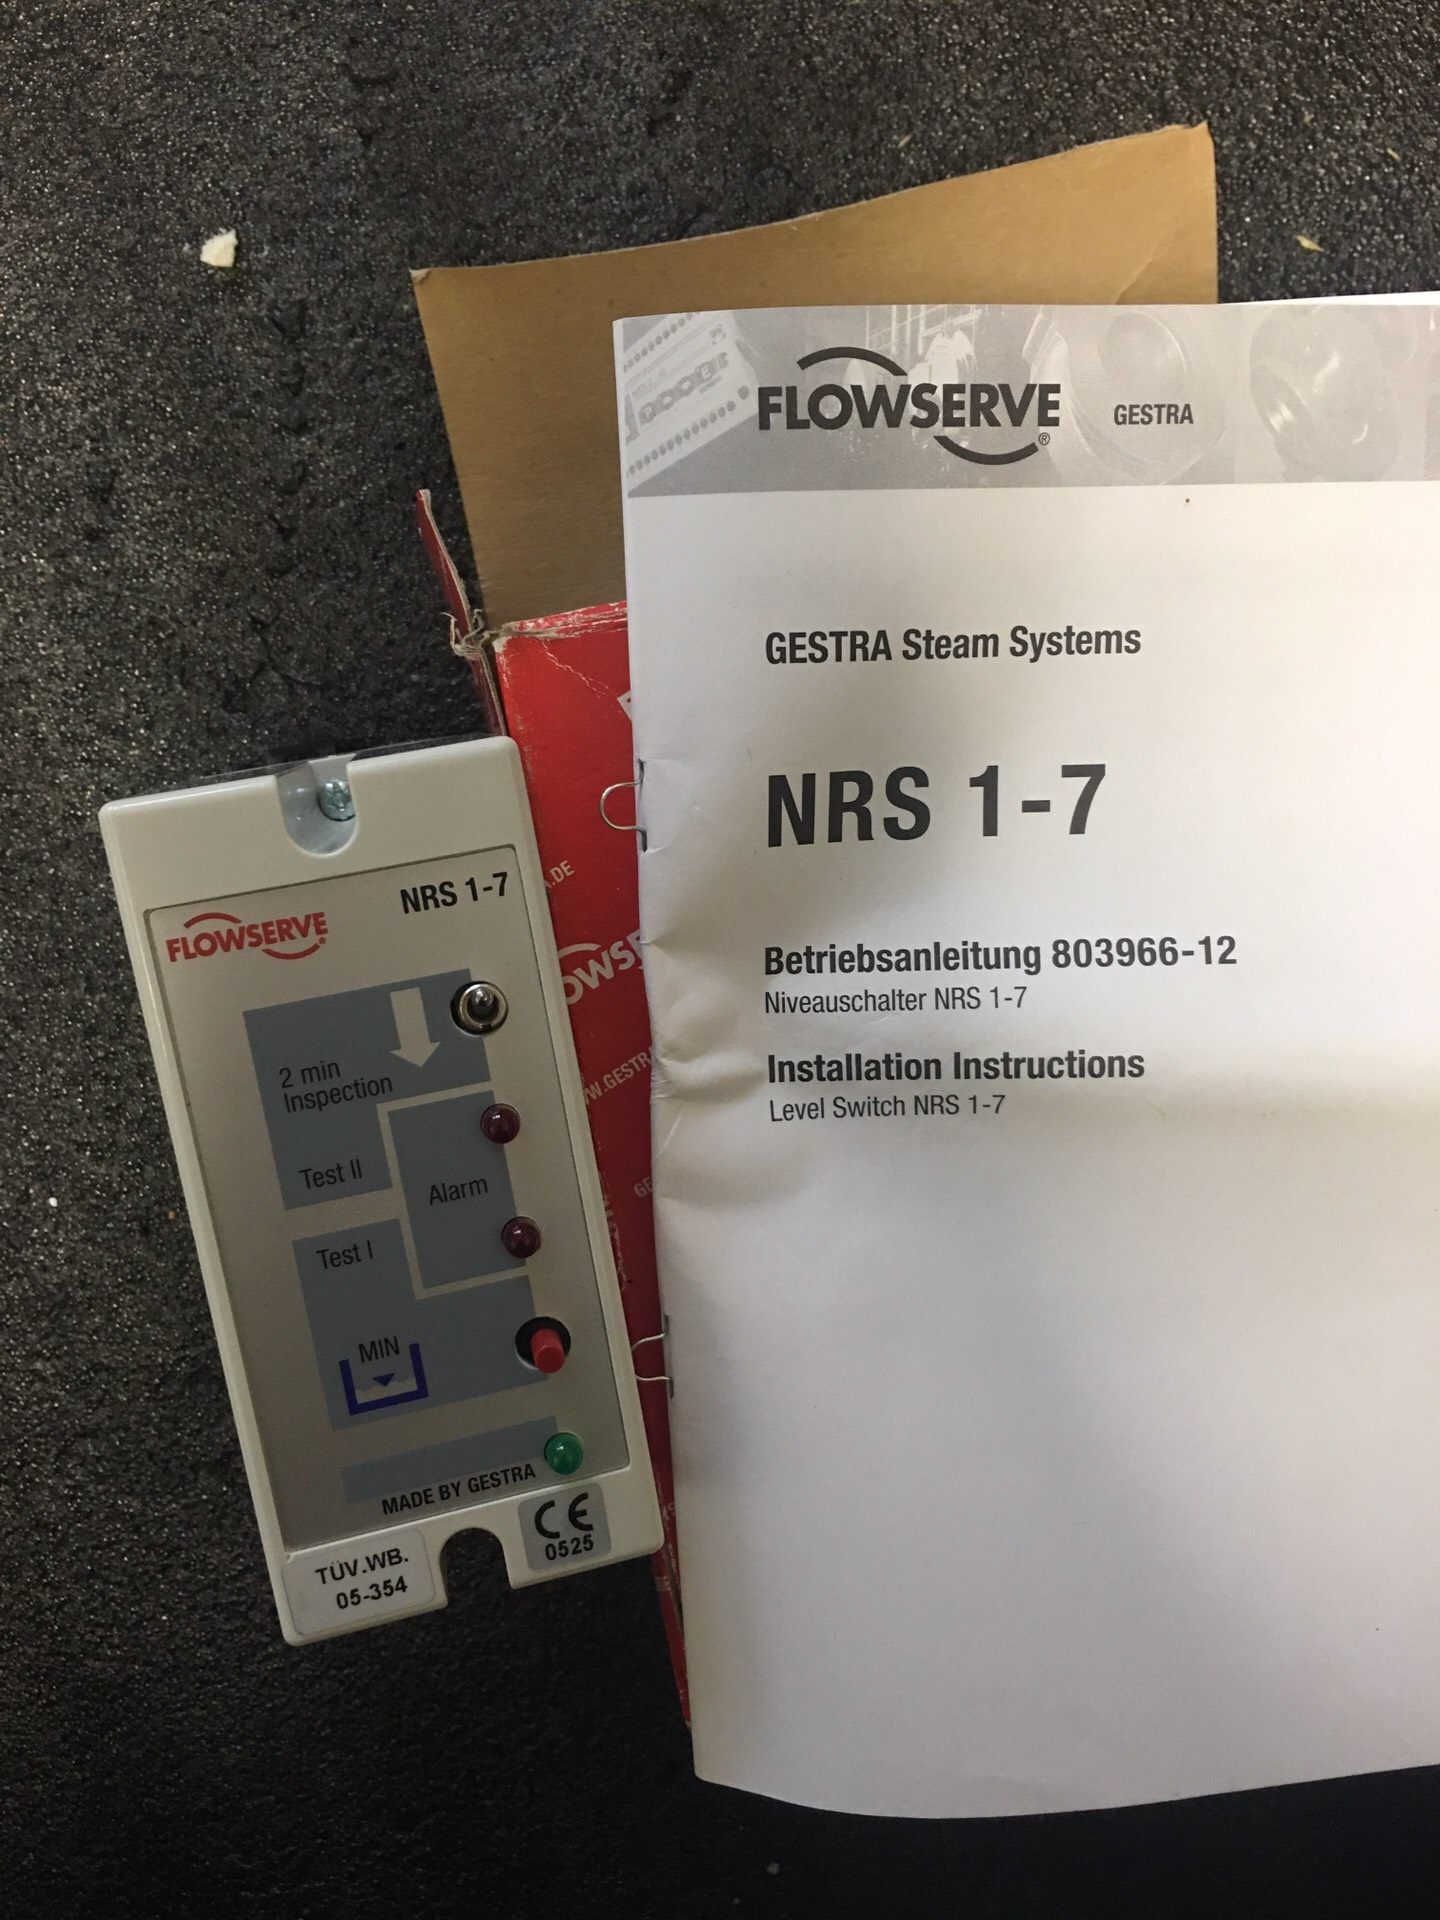 FLOWSERVE®
GESTRA
GESTRA Steam Systems
NRS 1-7
Betriebsanleitung 803966-12
Niveauschalter NRS 1-7
Installation Instructions
Level Switch NRS 1-7
NRS 1-7
FLOWSERVE
2 min
Inspection
Test II
Alarm
Test I
MIN
MADE BY GESTRA
TÜV.WB.
05-354
CE
0525